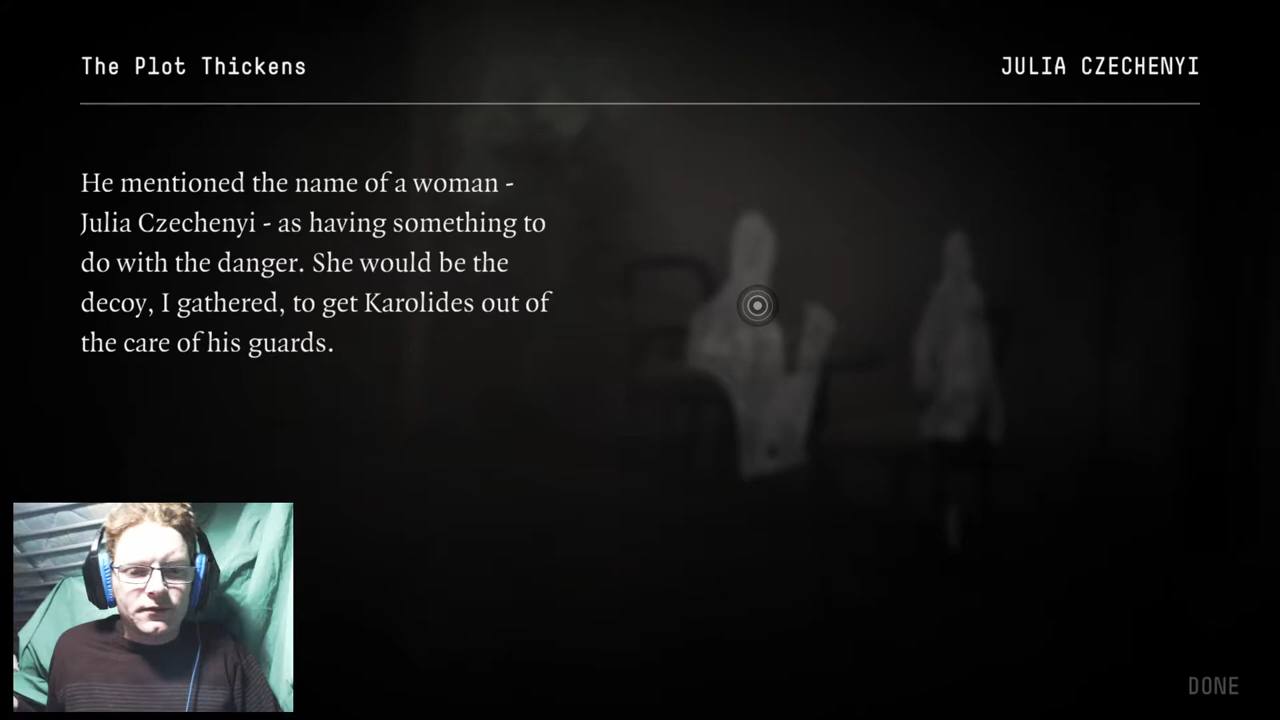 The Plot Thickens
JULIA CZECHENYI
He mentioned the name of a woman -
Julia Czechenyi - as having something to
do with the danger. She would be the
decoy, I gathered, to get Karolides out of
the care of his guards.
DONE